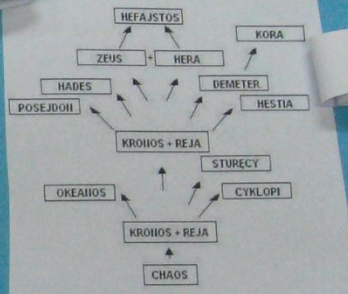 HEFAJSTOS
KORA
ZEUS + HERA
HADES
DEMETER
POSEJDON
HESTIA
KRONOS + REJA
STURĘCY
OKEANOS
CYKLOPI
KRONOS + REJA
CHAOS